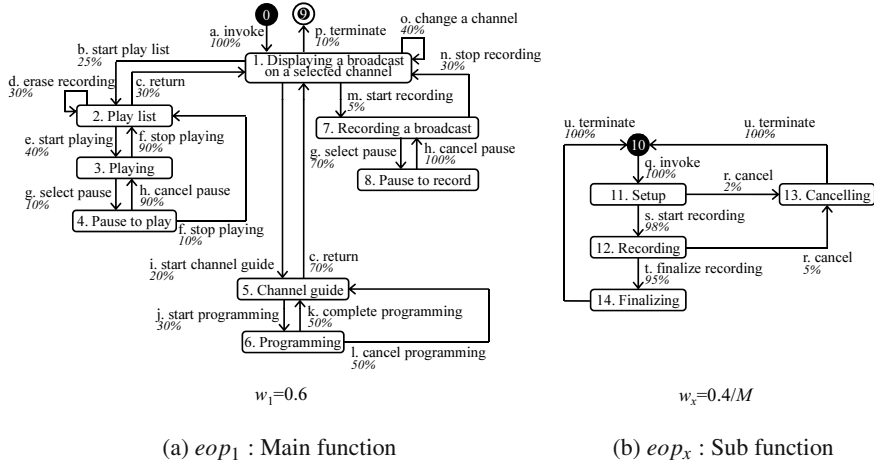 0
9
a. invoke
100%
p. terminate
10%
o. change a channel
40%
b. start play list
25%
1. Displaying a broadcast
on a selected channel
n. stop recording
30%
d. erase recording
30%
c. return
30%
m. start recording
5%
2. Play list
7. Recording a broadcast
e. start playing
40%
f. stop playing
90%
g. select pause
70%
h. cancel pause
100%
3. Playing
8. Pause to record
g. select pause
10%
h. cancel pause
90%
4. Pause to play
f. stop playing
10%
i. start channel guide
20%
c. return
70%
5. Channel guide
j. start programming
30%
k. complete programming
50%
6. Programming
l. cancel programming
50%
w1=0.6
(a) eop1 : Main function
u. terminate
100%
u. terminate
100%
10
q. invoke
100%
r. cancel
2%
11. Setup
13. Cancelling
s. start recording
98%
12. Recording
r. cancel
5%
t. finalize recording
95%
14. Finalizing
wx=0.4/M
(b) eopx : Sub function